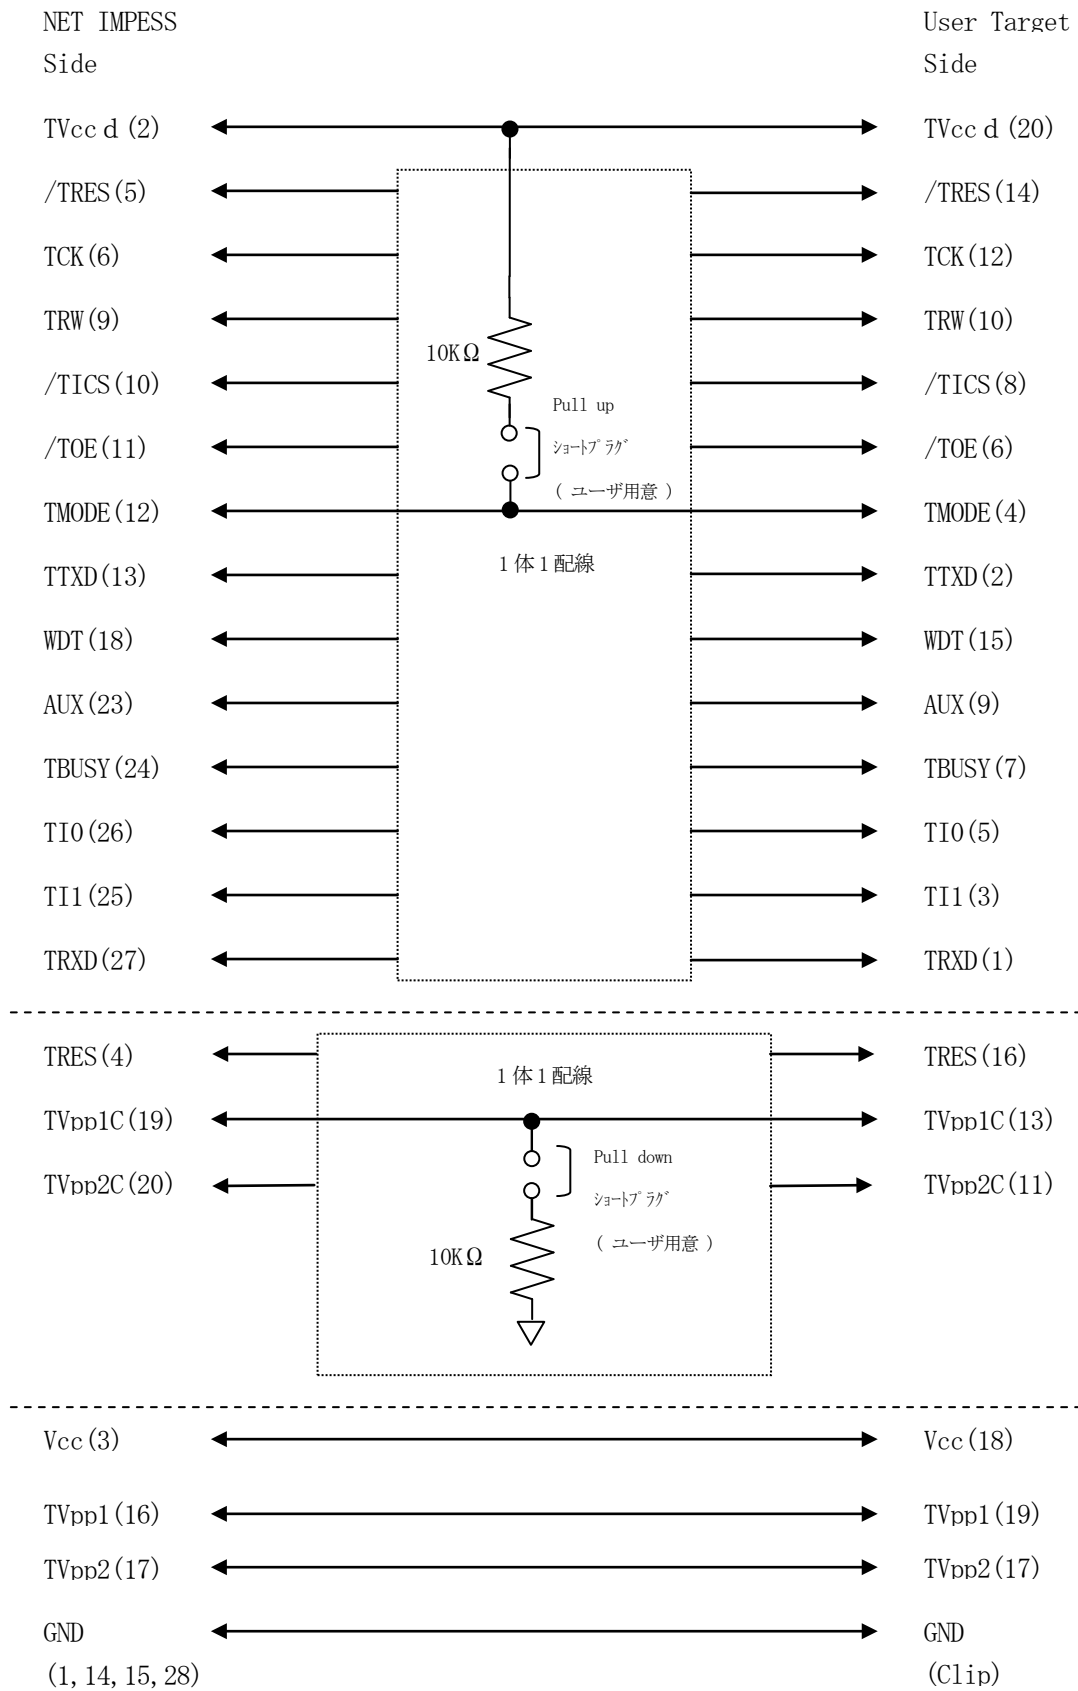 NET IMPESS User Target
Side Side
TVccｄ(2) TVccｄ(20)
/TRES(5) /TRES(14)
TCK(6) TCK(12)
TRW(9) TRW(10)
10KΩ
/TICS(10) /TICS(8)
Pull up
/TOE(11) ｼｮｰﾄﾌﾟﾗｸﾞ /TOE(6)
( ユーザ用意 )
TMODE(12) TMODE(4)
1体1配線
TTXD(13) TTXD(2)
WDT(18) WDT(15)
AUX(23) AUX(9)
TBUSY(24) TBUSY(7)
TI0(26) TI0(5)
TI1(25) TI1(3)
TRXD(27) TRXD(1)
TRES(4) TRES(16)
1体1配線
TVpp1C(19) TVpp1C(13)
Pull down
TVpp2C(20) TVpp2C(11)
ｼｮｰﾄﾌﾟﾗｸﾞ
( ユーザ用意 )
10KΩ
Vcc(3) Vcc(18)
TVpp1(16) TVpp1(19)
TVpp2(17) TVpp2(17)
GND GND
(1,14,15,28) (Clip)